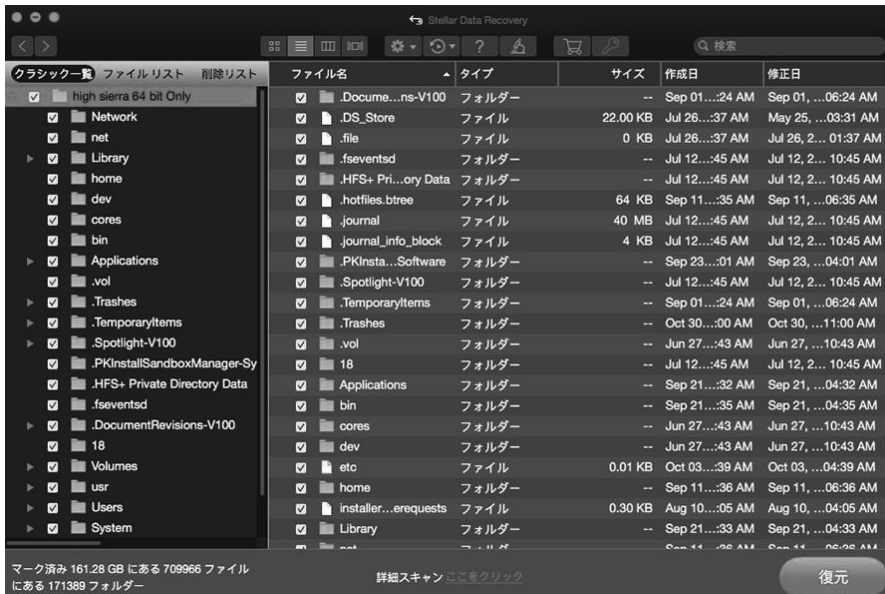 Stellar Data Recovery
検索
クラシック一覧 ファイル リスト 削除リスト
high sierra 64 bit Only
Network
net
Library
home
dev
cores
bin
Applications
.vol
.Trashes
.TemporaryItems
.Spotlight-V100
.PKInstallSandboxManager-Sy
.HFS+ Private Directory Data
.fseventsd
.DocumentRevisions-V100
18
Volumes
usr
Users
System
ファイル名 タイプ サイズ 作成日 修正日
.Docume...ns-V100 フォルダー -- Sep 01...:24 AM Sep 01, ...06:24 AM
.DS_Store ファイル 22.00 KB Jul 26...:37 AM May 25, ...03:31 AM
.file ファイル 0 KB Jul 26...:37 AM Jul 26, 2... 01:37 AM
.fseventsd フォルダー -- Jul 12...:45 AM Jul 12, 2... 10:45 AM
.HFS+ Pri...ory Data フォルダー -- Jul 12...:45 AM Jul 12, 2... 10:45 AM
.hotfiles.btree ファイル 64 KB Sep 11...:35 AM Sep 11, ...06:35 AM
.journal ファイル 40 MB Jul 12...:45 AM Jul 12, 2... 10:45 AM
.journal_info_block ファイル 4 KB Jul 12...:45 AM Jul 12, 2... 10:45 AM
.PKInsta...Software フォルダー -- Sep 23...:01 AM Sep 23, ...04:01 AM
.Spotlight-V100 フォルダー -- Jul 12...:45 AM Jul 12, 2... 10:45 AM
.TemporaryItems フォルダー -- Sep 01...:24 AM Sep 01, ...06:24 AM
.Trashes フォルダー -- Oct 30...:00 AM Oct 30, ...11:00 AM
.vol フォルダー -- Jun 27...:43 AM Jun 27, ...10:43 AM
18 フォルダー -- Jul 12...:45 AM Jul 12, 2... 10:45 AM
Applications フォルダー -- Sep 21...:32 AM Sep 21, ...04:32 AM
bin フォルダー -- Sep 21...:35 AM Sep 21, ...04:35 AM
cores フォルダー -- Jun 27...:43 AM Jun 27, ...10:43 AM
dev フォルダー -- Jun 27...:43 AM Jun 27, ...10:43 AM
etc ファイル 0.01 KB Oct 03...:39 AM Oct 03, ...04:39 AM
home フォルダー -- Sep 11...:36 AM Sep 11, ...06:36 AM
installer...erequests ファイル 0.30 KB Aug 10...:05 AM Aug 10, ...04:05 AM
Library フォルダー -- Sep 21...:33 AM Sep 21, ...04:33 AM
マーク済み 161.28 GB にある 709966 ファイル
にある 171389 フォルダー
詳細スキャン ここをクリック
復元